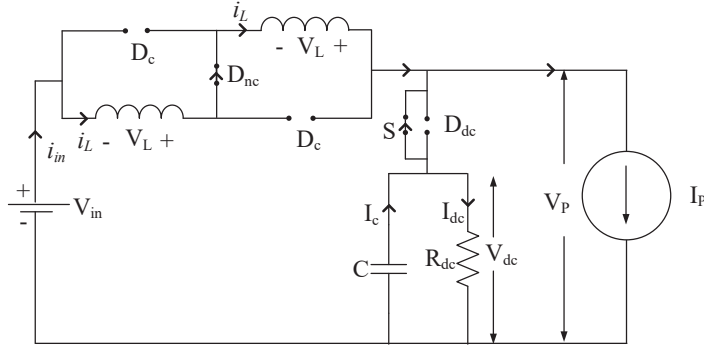 i_L
D_c
- V_L +
D_nc
i_L - V_L +
D_c
S
D_dc
i_in
+
V_in
-
I_c
I_dc
V_P
I_P
C
R_dc
V_dc